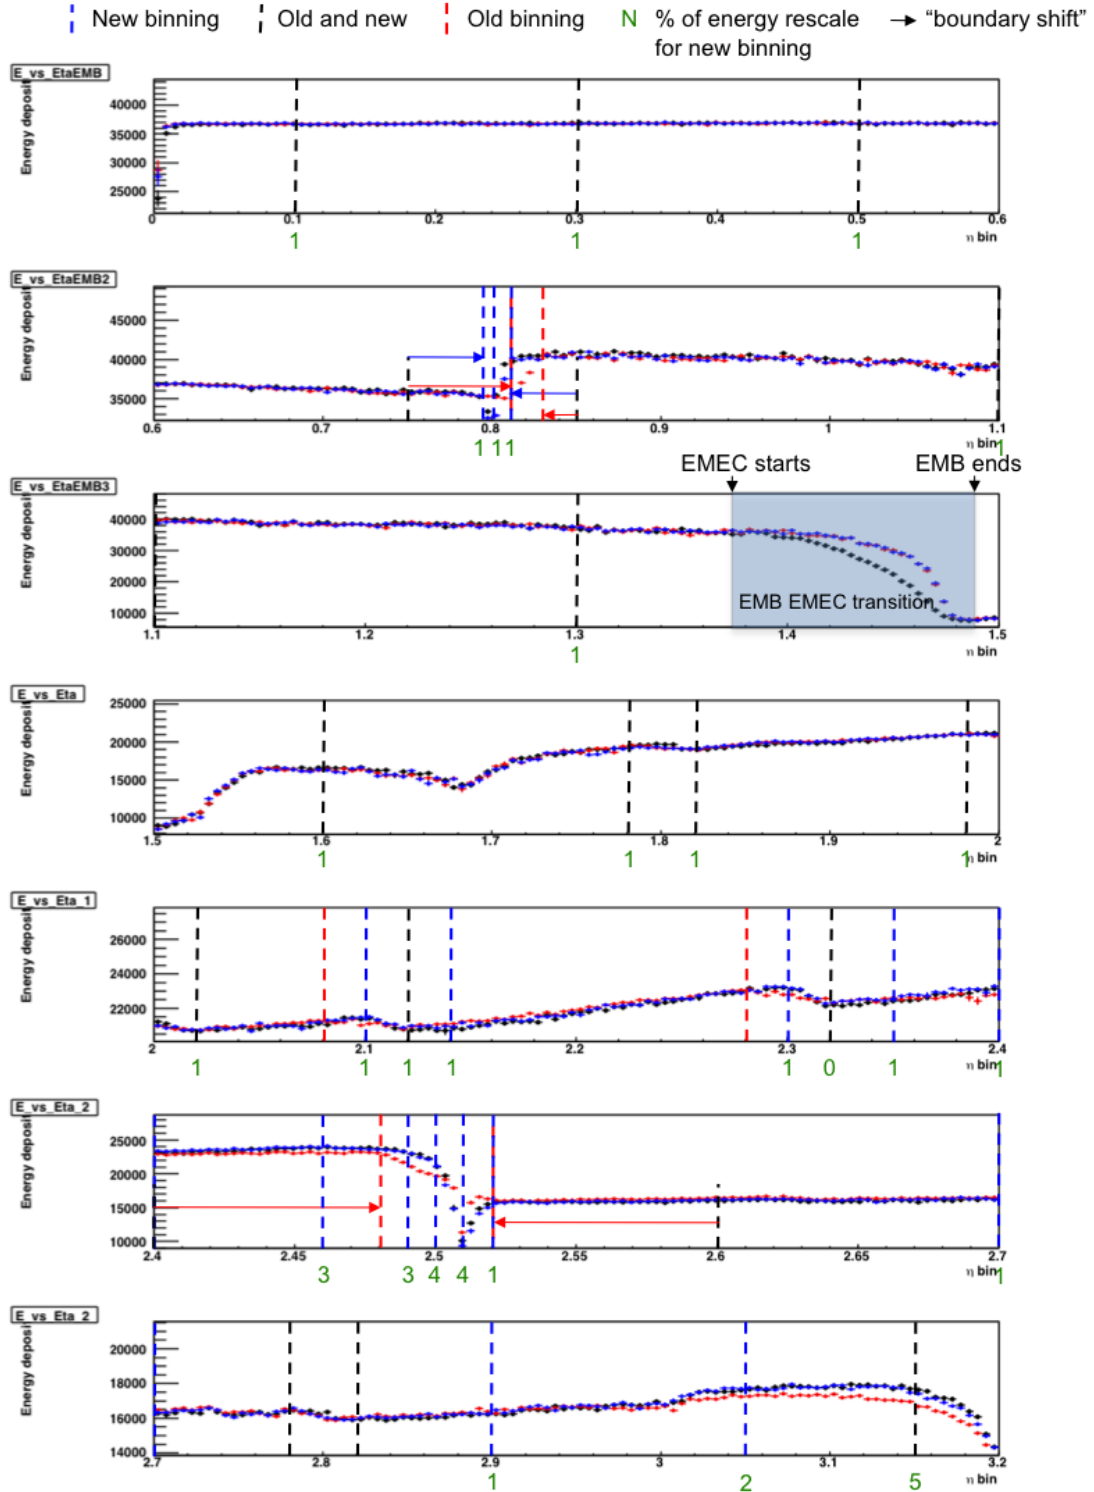 New binning Old and new Old binning N % of energy rescale → “boundary shift”
for new binning
E_vs_EtaEMB
Energy deposit
40000
35000
30000
25000
0 0.1 0.2 0.3 0.4 0.5 0.6
η bin
1 1 1
E_vs_EtaEMB2
Energy deposit
45000
40000
35000
0.6 0.7 0.8 0.9 1 1.1
η bin
1 1 1 1
EMEC starts EMB ends
E_vs_EtaEMB3
Energy deposit
40000
30000
20000
10000
EMB EMEC transition
1.1 1.2 1.3 1.4 1.5
η bin
1
E_vs_Eta
Energy deposit
25000
20000
15000
10000
1.5 1.6 1.7 1.8 1.9 2
η bin
1 1 1 1
E_vs_Eta_1
Energy deposit
26000
24000
22000
2 2.1 2.2 2.3 2.4
η bin
1 1 1 1 1 0 1 1
E_vs_Eta_2
Energy deposit
25000
20000
15000
10000
2.4 2.45 2.5 2.55 2.6 2.65 2.7
η bin
3 3 4 4 1 1
E_vs_Eta_2
Energy deposit
20000
18000
16000
14000
2.7 2.8 2.9 3 3.1 3.2
η bin
1 2 5